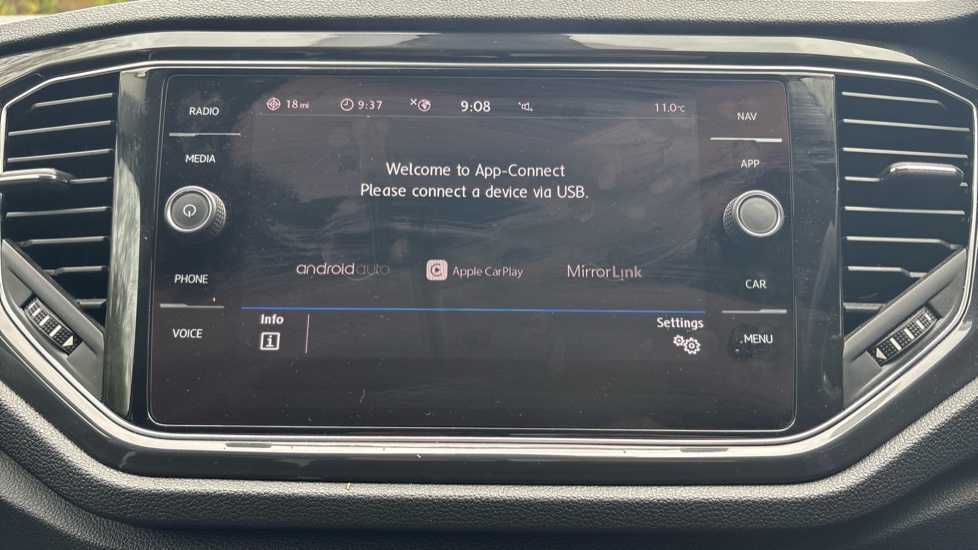 RADIO
18 mi 9:37 9:08 11.0°C
NAV
MEDIA
APP
Welcome to App-Connect
Please connect a device via USB.
androidauto Apple CarPlay MirrorLink
PHONE
CAR
Info
Settings
VOICE
MENU